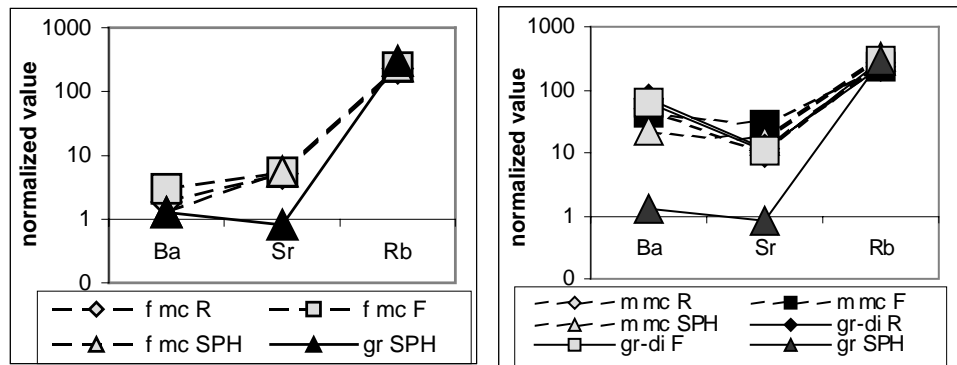 normalized value
1000
100
10
1
0
Ba Sr Rb
f mc R f mc F
f mc SPH gr SPH
normalized value
1000
100
10
1
0
Ba Sr Rb
m mc R m mc F
m mc SPH gr-di R
gr-di F gr SPH